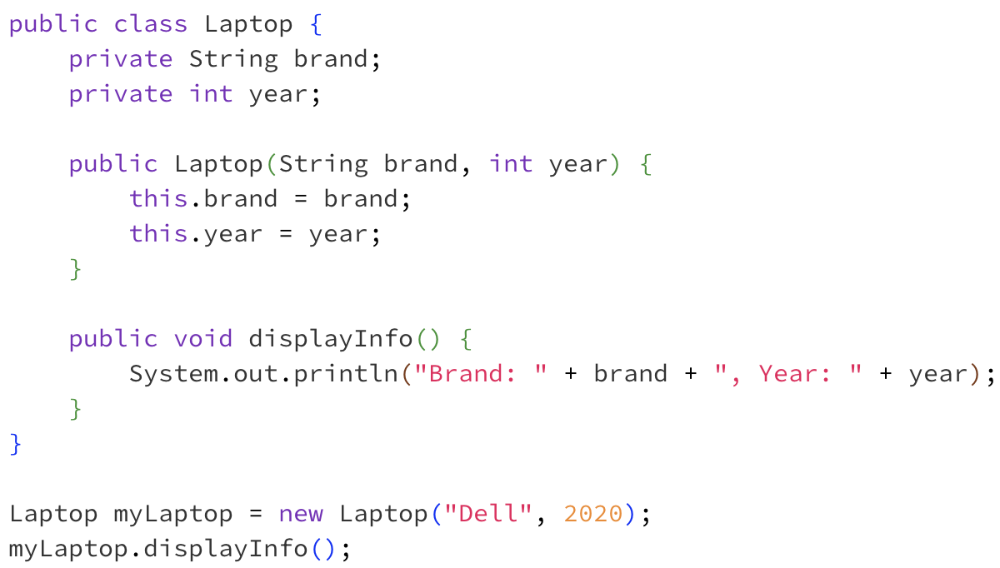 public class Laptop {
    private String brand;
    private int year;

    public Laptop(String brand, int year) {
        this.brand = brand;
        this.year = year;
    }

    public void displayInfo() {
        System.out.println("Brand: " + brand + ", Year: " + year);
    }
}

Laptop myLaptop = new Laptop("Dell", 2020);
myLaptop.displayInfo();